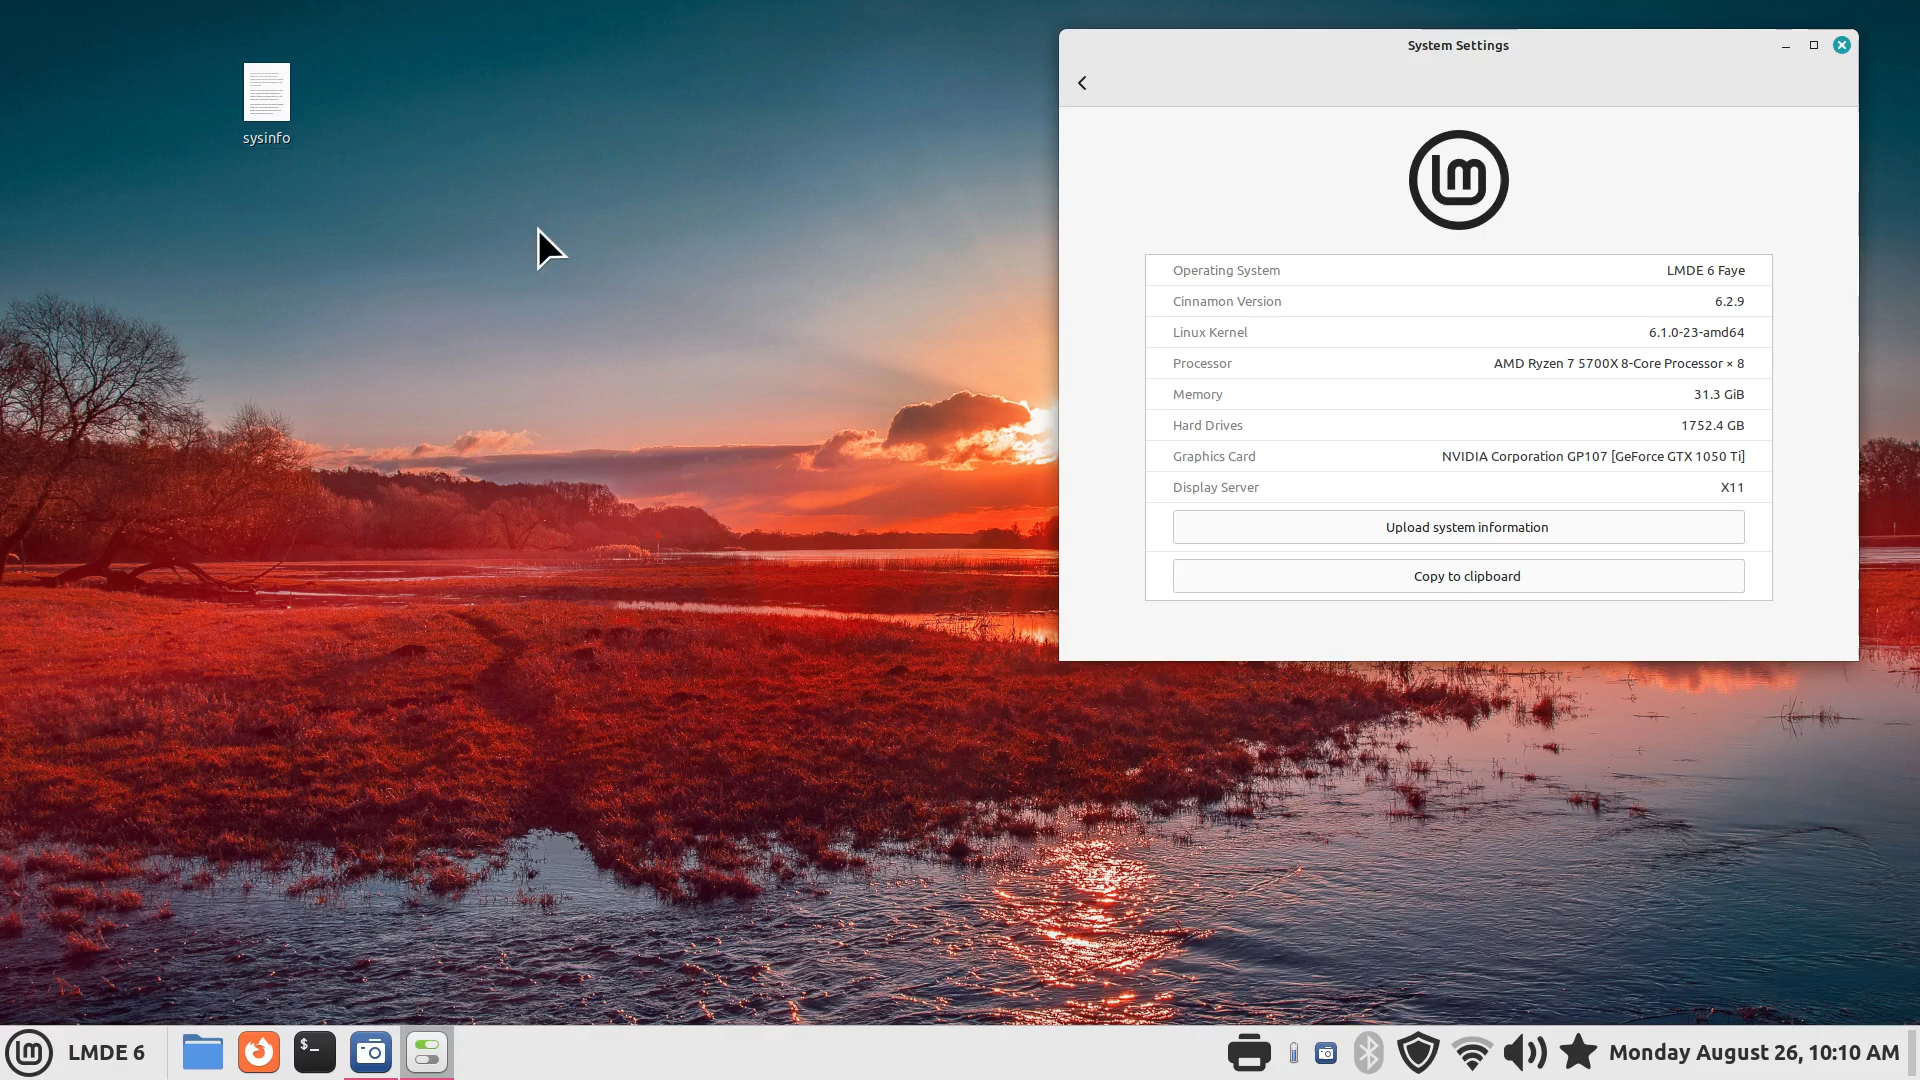 sysinfo
System Settings
lm
Operating System LMDE 6 Faye
Cinnamon Version 6.2.9
Linux Kernel 6.1.0-23-amd64
Processor AMD Ryzen 7 5700X 8-Core Processor × 8
Memory 31.3 GiB
Hard Drives 1752.4 GB
Graphics Card NVIDIA Corporation GP107 [GeForce GTX 1050 Ti]
Display Server X11
Upload system information
Copy to clipboard
lm LMDE 6 $_ Monday August 26, 10:10 AM